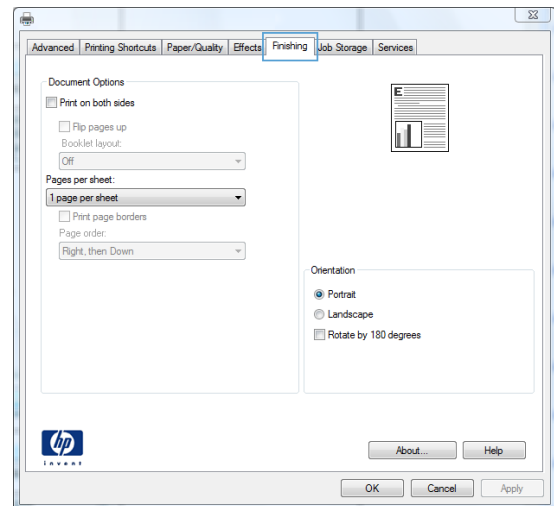 Advanced Printing Shortcuts Paper/Quality Effects Finishing Job Storage Services
Document Options
Print on both sides
Flip pages up
Booklet layout:
Off
Pages per sheet:
1 page per sheet
Print page borders
Page order:
Right, then Down
E
Orientation
Portrait
Landscape
Rotate by 180 degrees
hp
invent
About... Help
OK Cancel Apply